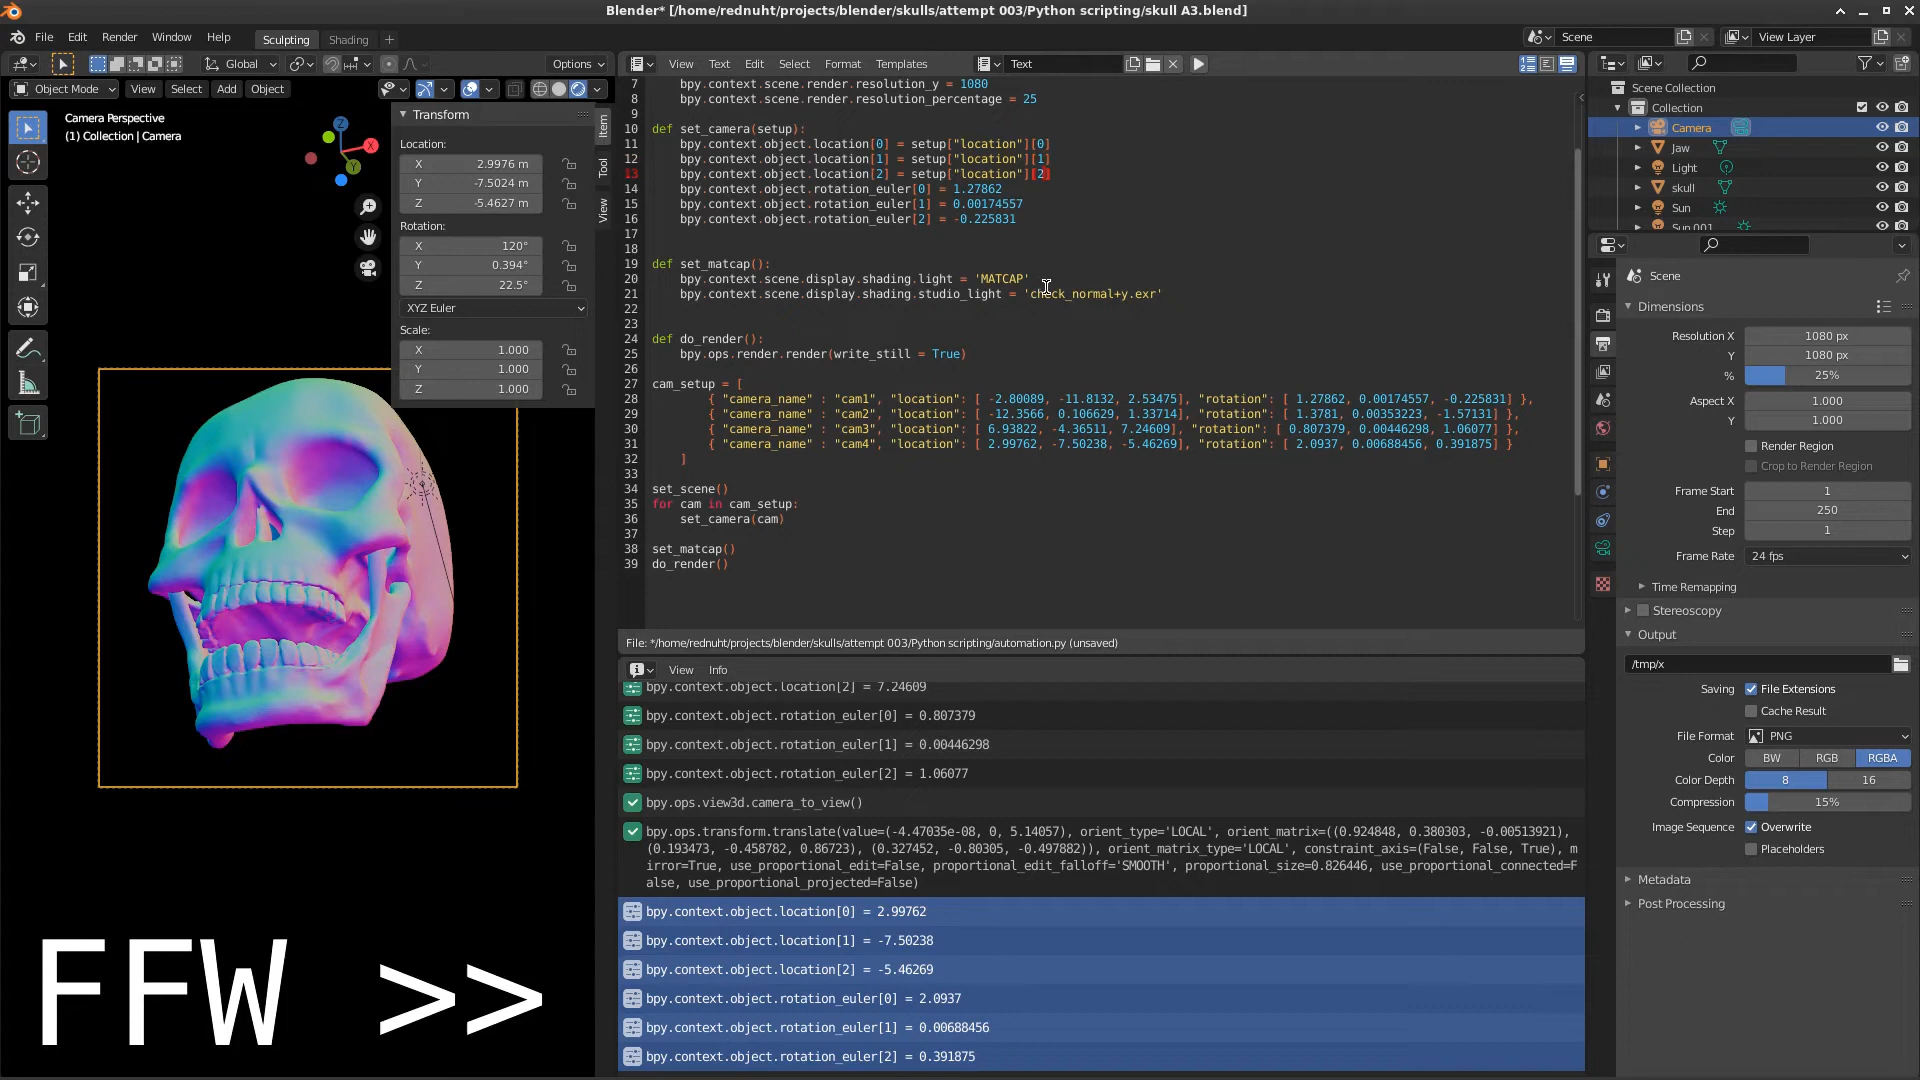 Blender* [/home/rednuht/projects/blender/skulls/attempt 003/Python scripting/skull A3.blend]
File Edit Render Window Help Sculpting Shading +
Scene View Layer
Global Options
View Text Edit Select Format Templates Text
Object Mode View Select Add Object
Camera Perspective
(1) Collection | Camera
Transform
Location:
X 2.9976 m
Y -7.5024 m
Z -5.4627 m
Rotation:
X 120°
Y 0.394°
Z 22.5°
XYZ Euler
Scale:
X 1.000
Y 1.000
Z 1.000
Item
Tool
View
Z
X
Y
7 bpy.context.scene.render.resolution_y = 1080
8 bpy.context.scene.render.resolution_percentage = 25
9
10 def set_camera(setup):
11 bpy.context.object.location[0] = setup["location"][0]
12 bpy.context.object.location[1] = setup["location"][1]
13 bpy.context.object.location[2] = setup["location"][2]
14 bpy.context.object.rotation_euler[0] = 1.27862
15 bpy.context.object.rotation_euler[1] = 0.00174557
16 bpy.context.object.rotation_euler[2] = -0.225831
17
18
19 def set_matcap():
20 bpy.context.scene.display.shading.light = 'MATCAP'
21 bpy.context.scene.display.shading.studio_light = 'check_normal+y.exr'
22
23
24 def do_render():
25 bpy.ops.render.render(write_still = True)
26
27 cam_setup = [
28 { "camera_name" : "cam1", "location": [ -2.80089, -11.8132, 2.53475], "rotation": [ 1.27862, 0.00174557, -0.225831] },
29 { "camera_name" : "cam2", "location": [ -12.3566, 0.106629, 1.33714], "rotation": [ 1.3781, 0.00353223, -1.57131] },
30 { "camera_name" : "cam3", "location": [ 6.93822, -4.36511, 7.24609], "rotation": [ 0.807379, 0.00446298, 1.06077] },
31 { "camera_name" : "cam4", "location": [ 2.99762, -7.50238, -5.46269], "rotation": [ 2.0937, 0.00688456, 0.391875] }
32 ]
33
34 set_scene()
35 for cam in cam_setup:
36 set_camera(cam)
37
38 set_matcap()
39 do_render()
File: */home/rednuht/projects/blender/skulls/attempt 003/Python scripting/automation.py (unsaved)
View Info
bpy.context.object.location[2] = 7.24609
bpy.context.object.rotation_euler[0] = 0.807379
bpy.context.object.rotation_euler[1] = 0.00446298
bpy.context.object.rotation_euler[2] = 1.06077
bpy.ops.view3d.camera_to_view()
bpy.ops.transform.translate(value=(-4.47035e-08, 0, 5.14057), orient_type='LOCAL', orient_matrix=((0.924848, 0.380303, -0.00513921),
(0.193473, -0.458782, 0.86723), (0.327452, -0.80305, -0.497882)), orient_matrix_type='LOCAL', constraint_axis=(False, False, True), m
irror=True, use_proportional_edit=False, proportional_edit_falloff='SMOOTH', proportional_size=0.826446, use_proportional_connected=F
alse, use_proportional_projected=False)
bpy.context.object.location[0] = 2.99762
bpy.context.object.location[1] = -7.50238
bpy.context.object.location[2] = -5.46269
bpy.context.object.rotation_euler[0] = 2.0937
bpy.context.object.rotation_euler[1] = 0.00688456
bpy.context.object.rotation_euler[2] = 0.391875
Scene Collection
Collection
Camera
Jaw
Light
skull
Sun
Sun.001
Scene
Dimensions
Resolution X 1080 px
Y 1080 px
% 25%
Aspect X 1.000
Y 1.000
Render Region
Crop to Render Region
Frame Start 1
End 250
Step 1
Frame Rate 24 fps
Time Remapping
Stereoscopy
Output
/tmp/x
Saving File Extensions
Cache Result
File Format PNG
Color BW RGB RGBA
Color Depth 8 16
Compression 15%
Image Sequence Overwrite
Placeholders
Metadata
Post Processing
FFW >>